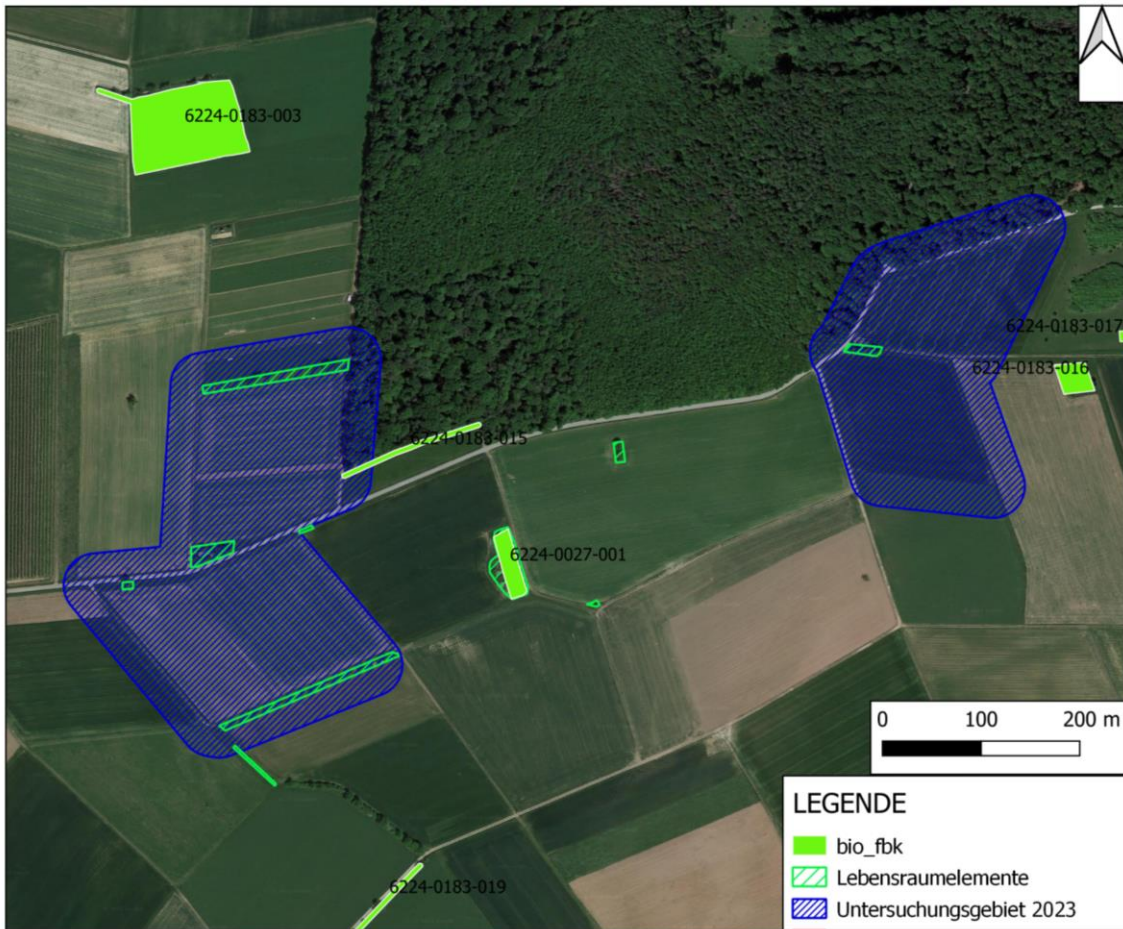 6224-0183-003
6224-0183-017
6224-0183-016
6224-0183-015
6224-0027-001
0 100 200 m
LEGENDE
bio_fbk
Lebensraumelemente
Untersuchungsgebiet 2023
6224-0183-019